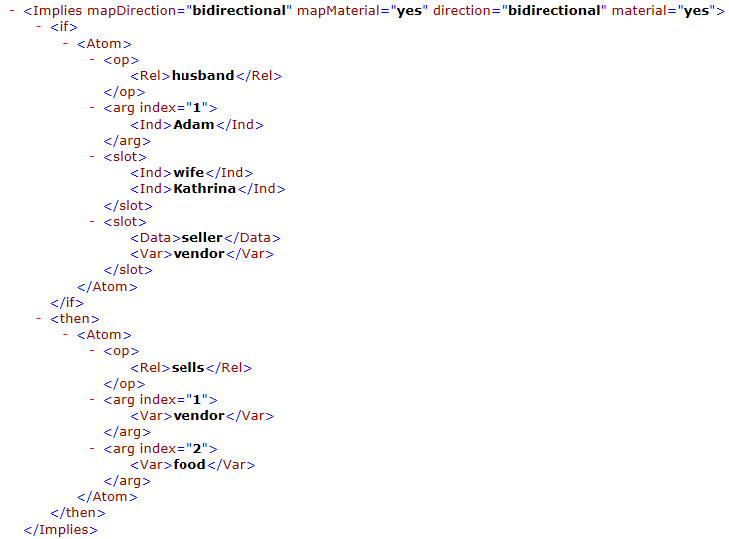 - <Implies mapDirection="bidirectional" mapMaterial="yes" direction="bidirectional" material="yes">
- <if>
- <Atom>
- <op>
<Rel>husband</Rel>
</op>
- <arg index="1">
<Ind>Adam</Ind>
</arg>
- <slot>
<Ind>wife</Ind>
<Ind>Kathrina</Ind>
</slot>
- <slot>
<Data>seller</Data>
<Var>vendor</Var>
</slot>
</Atom>
</if>
- <then>
- <Atom>
- <op>
<Rel>sells</Rel>
</op>
- <arg index="1">
<Var>vendor</Var>
</arg>
- <arg index="2">
<Var>food</Var>
</arg>
</Atom>
</then>
</Implies>